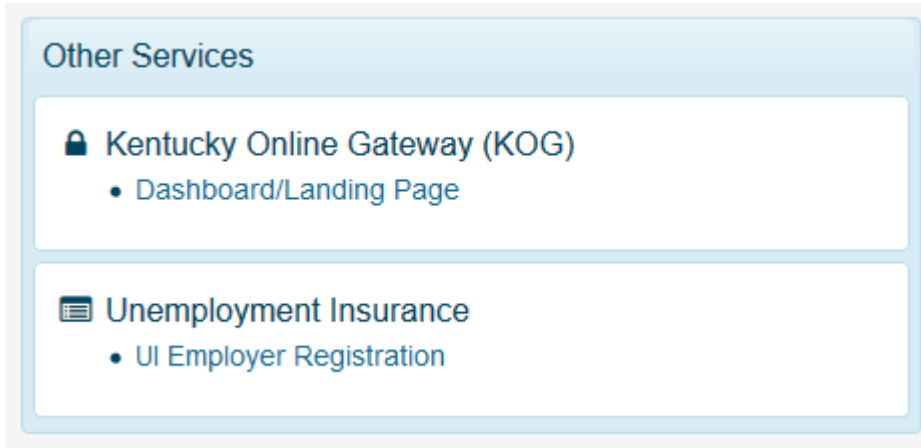 Other Services
Kentucky Online Gateway (KOG)
• Dashboard/Landing Page
Unemployment Insurance
• UI Employer Registration